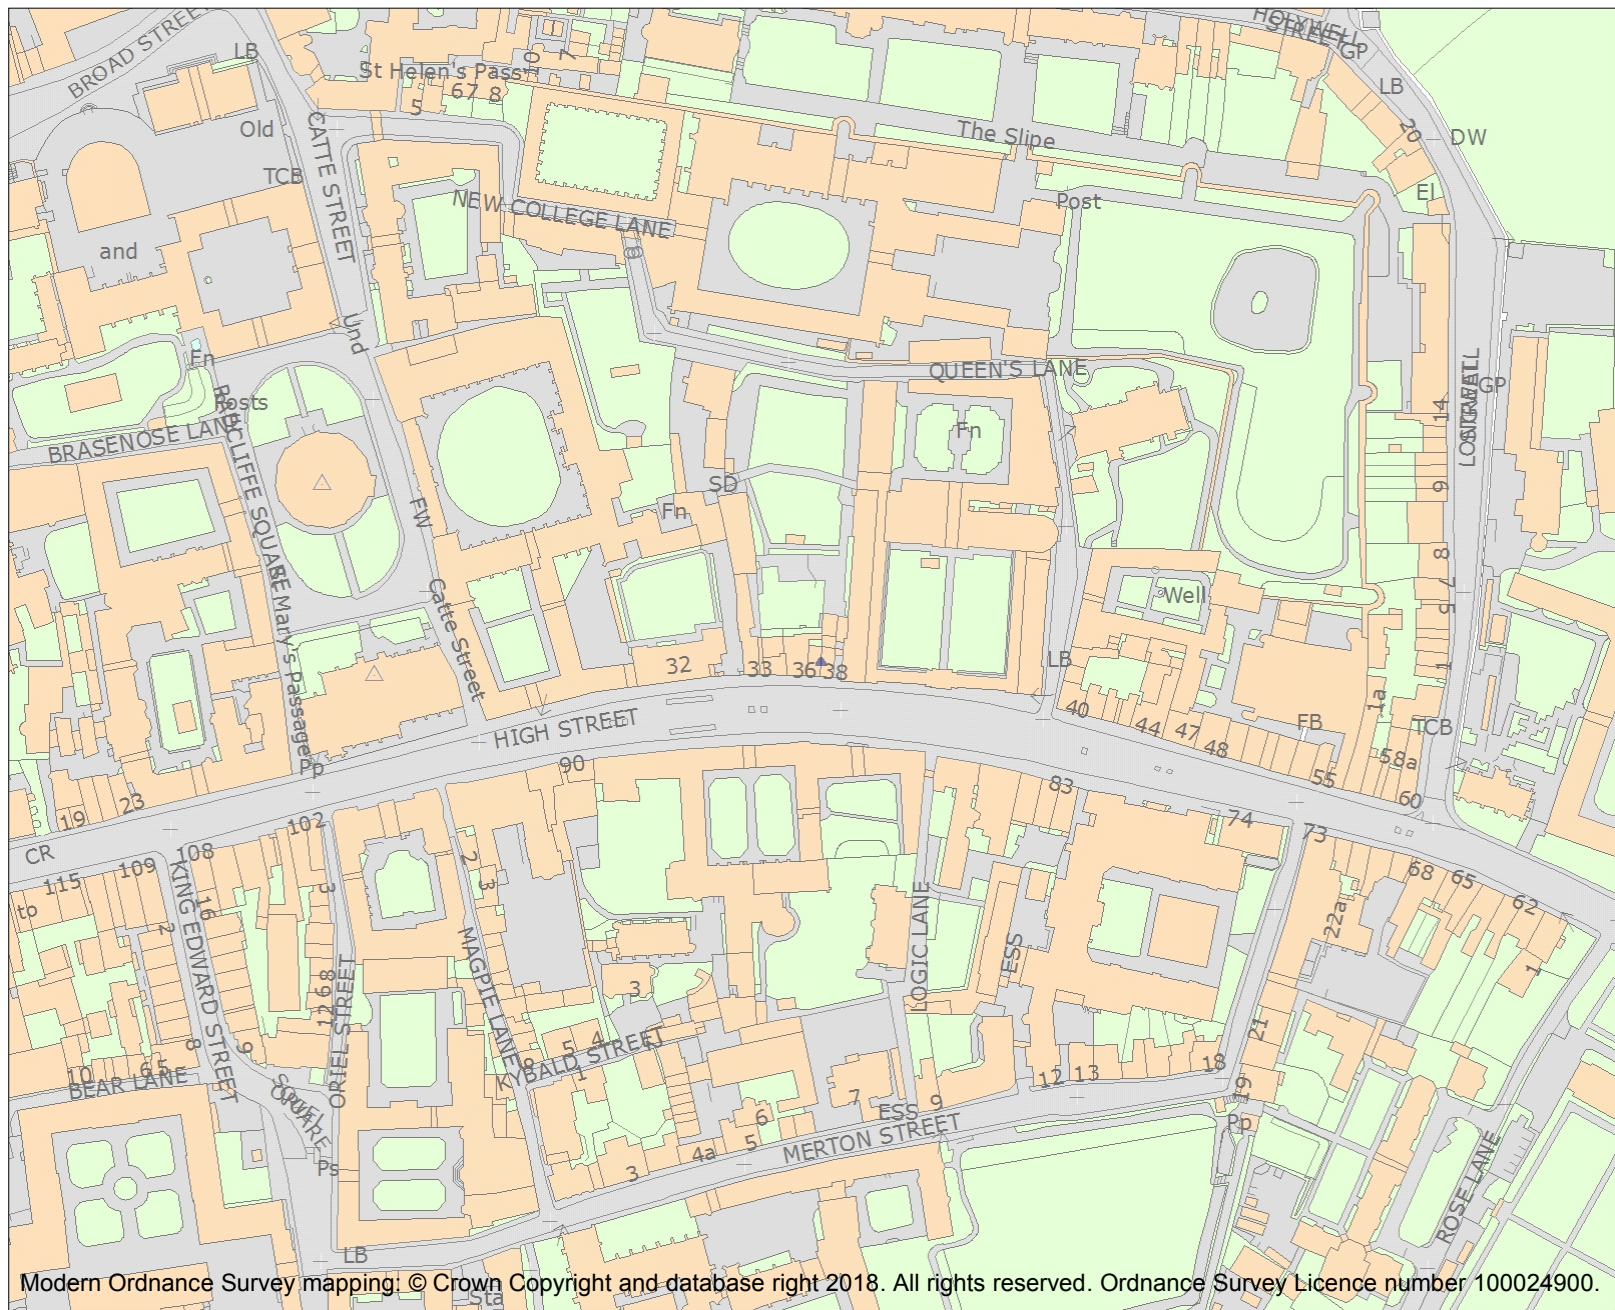 BROAD STREET
LB
HOLYWELL
STREET
GP
St Helen's Pass
10
7
5
67
8
LB
Old
CATTE STREET
The Slipe
20
DW
TCB
NEW COLLEGE LANE
Post
El
and
Und
Fn
QUEEN'S LANE
GP
Posts
RADCLIFFE SQUARE
BRASENOSE LANE
Fn
14
LONGWALL
STREET
SD
9
FW
Fn
8
7
5
Catte Street
St Mary's Passage
Well
LB
32
33
36
38
1
1a
40
44
47
48
FB
TCB
HIGH STREET
Pp
90
55
58a
60
83
19
23
102
74
73
CR
108
109
115
to
2
3
3
68
65
62
16
KING EDWARD STREET
2
22a
LOGIC LANE
ESS
MAGPIE LANE
1
3
8
6
12
ORIEL STREET
21
8
9
5
4
8
KYBALD STREET
1
10
6
5
BEAR LANE
12
13
18
19
ORIEL
SQUARE
7
ESS
9
6
5
MERTON STREET
Pp
ROSE LANE
4a
3
Ps
LB
Sta
Modern Ordnance Survey mapping: © Crown Copyright and database right 2018. All rights reserved. Ordnance Survey Licence number 100024900.